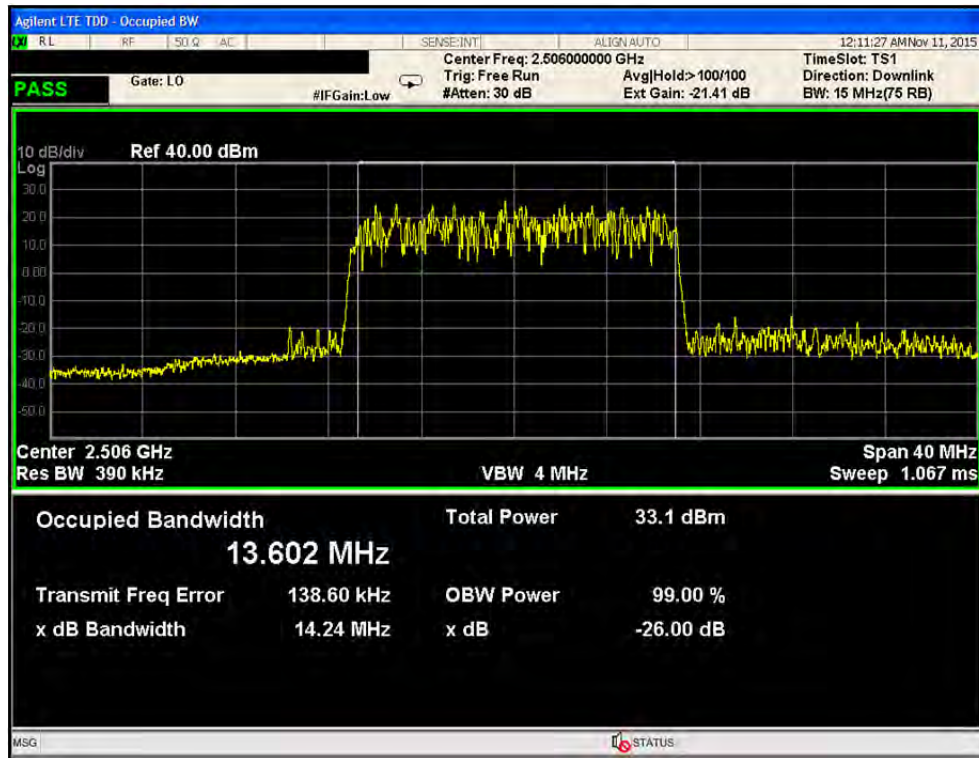 Agilent LTE TDD - Occupied BW
RL RF 50 Ω AC SENSE:INT ALIGN AUTO 12:11:27 AM Nov 11, 2015
Center Freq: 2.506000000 GHz TimeSlot: TS1
PASS Gate: LO Trig: Free Run Avg|Hold:>100/100 Direction: Downlink
#IFGain:Low #Atten: 30 dB Ext Gain: -21.41 dB BW: 15 MHz(75 RB)
10 dB/div Ref 40.00 dBm
Log
30.0
20.0
10.0
0.00
-10.0
-20.0
-30.0
-40.0
-50.0
Center 2.506 GHz Span 40 MHz
Res BW 390 kHz VBW 4 MHz Sweep 1.067 ms
Occupied Bandwidth Total Power 33.1 dBm
13.602 MHz
Transmit Freq Error 138.60 kHz OBW Power 99.00 %
x dB Bandwidth 14.24 MHz x dB -26.00 dB
MSG STATUS